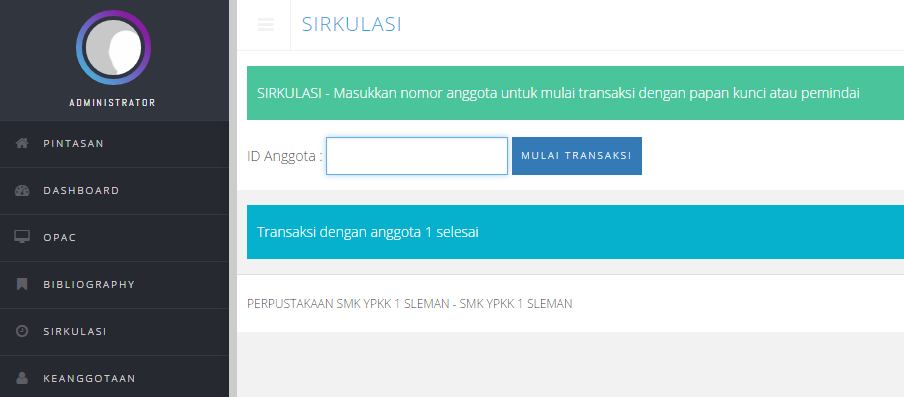 ADMINISTRATOR
PINTASAN
DASHBOARD
OPAC
BIBLIOGRAPHY
SIRKULASI
KEANGGOTAAN
SIRKULASI
SIRKULASI - Masukkan nomor anggota untuk mulai transaksi dengan papan kunci atau pemindai
ID Anggota : MULAI TRANSAKSI
Transaksi dengan anggota 1 selesai
PERPUSTAKAAN SMK YPKK 1 SLEMAN - SMK YPKK 1 SLEMAN